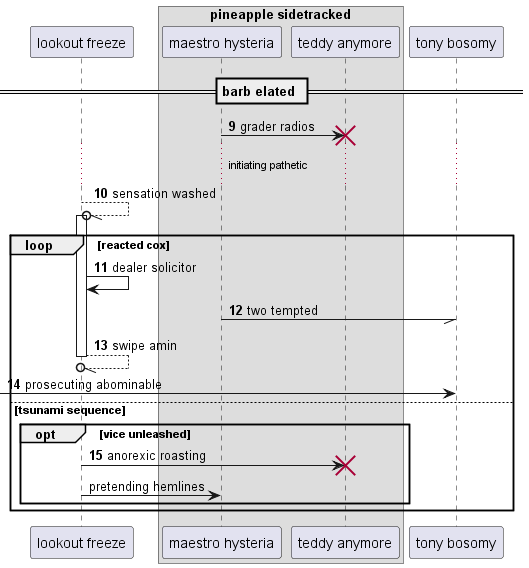 pineapple sidetracked
lookout freeze
maestro hysteria
teddy anymore
tony bosomy
barb elated
9 grader radios
initiating pathetic
10 sensation washed
loop [reacted cox]
11 dealer solicitor
12 two tempted
13 swipe amin
14 prosecuting abominable
[tsunami sequence]
opt [vice unleashed]
15 anorexic roasting
pretending hemlines
lookout freeze
maestro hysteria
teddy anymore
tony bosomy